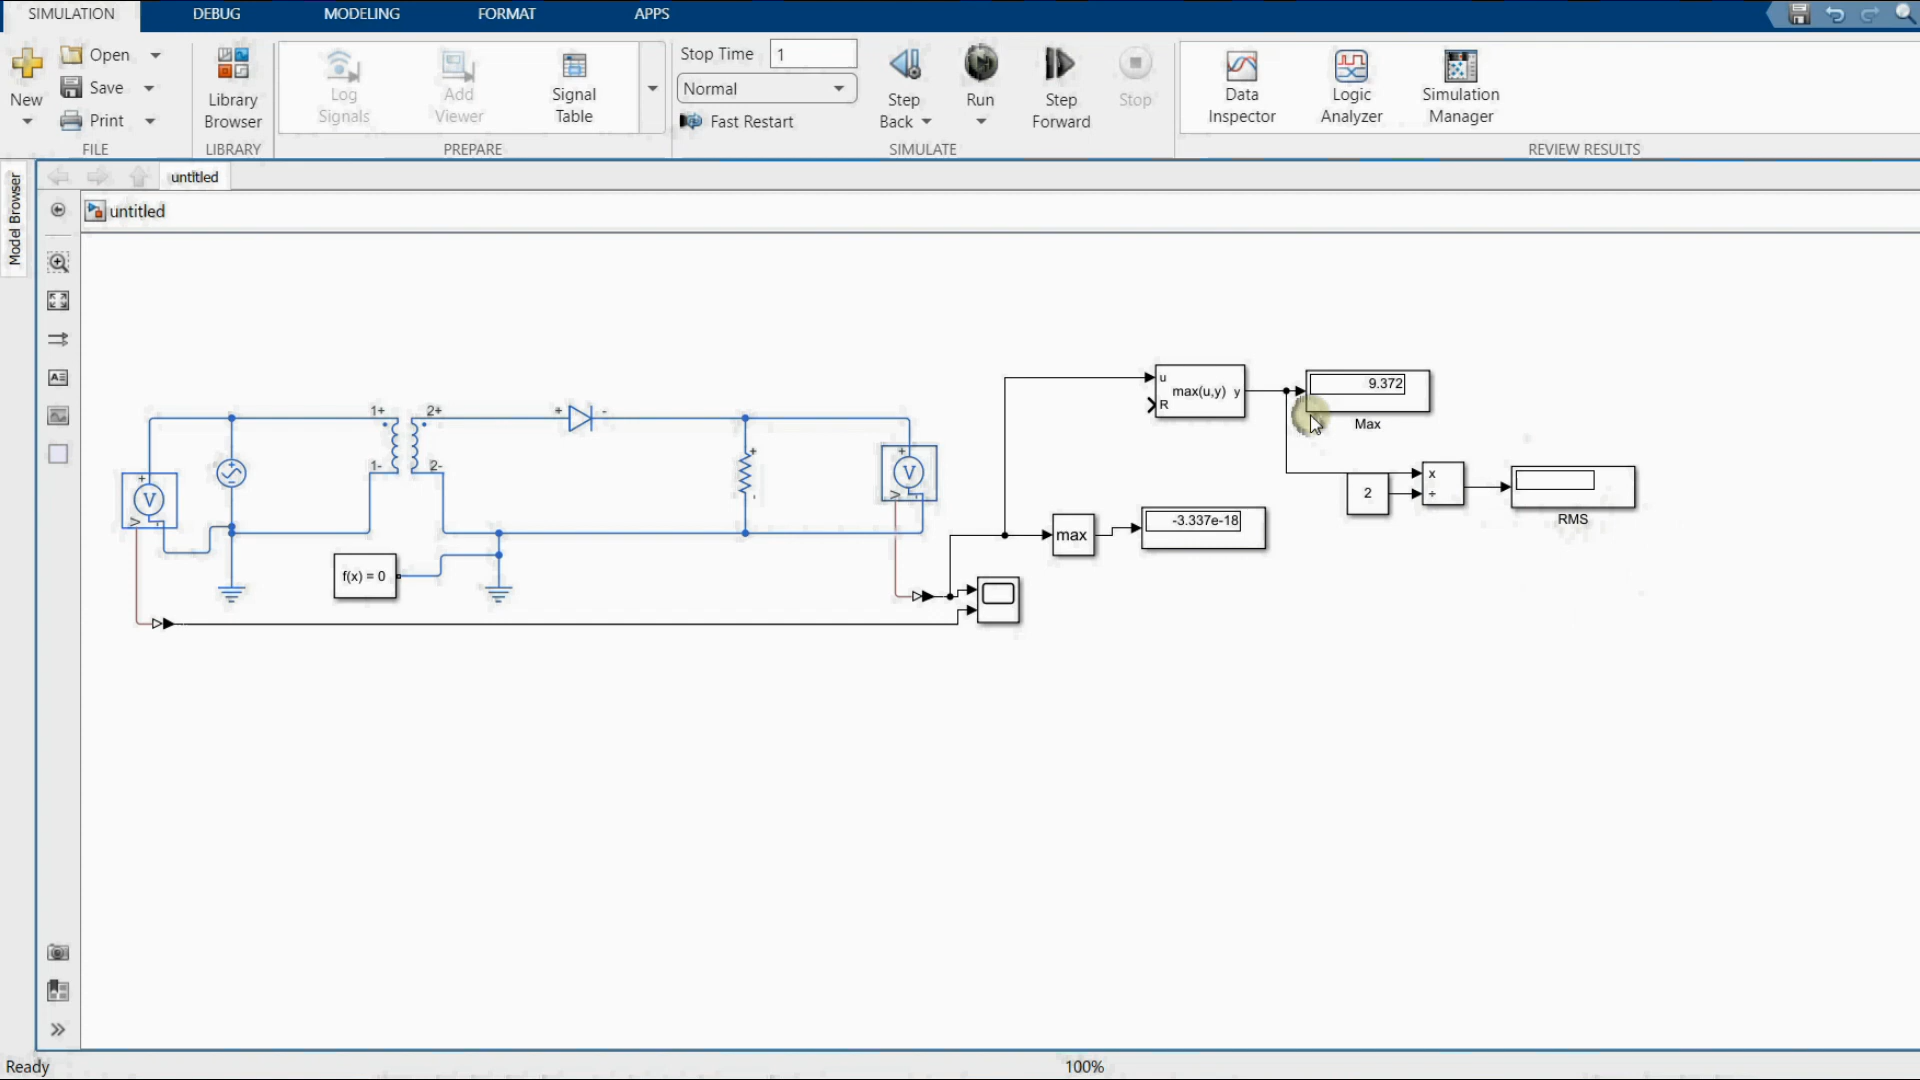 SIMULATION DEBUG MODELING FORMAT APPS
New
Open
Save
Print
FILE
Library
Browser
LIBRARY
Log
Signals
Add
Viewer
Signal
Table
PREPARE
Stop Time 1
Normal
Fast Restart
Step
Back
Run
Step
Forward
Stop
SIMULATE
Data
Inspector
Logic
Analyzer
Simulation
Manager
REVIEW RESULTS
Model Browser
untitled
untitled
1+ 2+ + -
1- 2-
+
V
-
>
f(x) = 0
+
-
+
V
-
>
u
R
max(u,y) y
9.372
Max
max
-3.337e-18
2
x
÷
RMS
Ready
100%